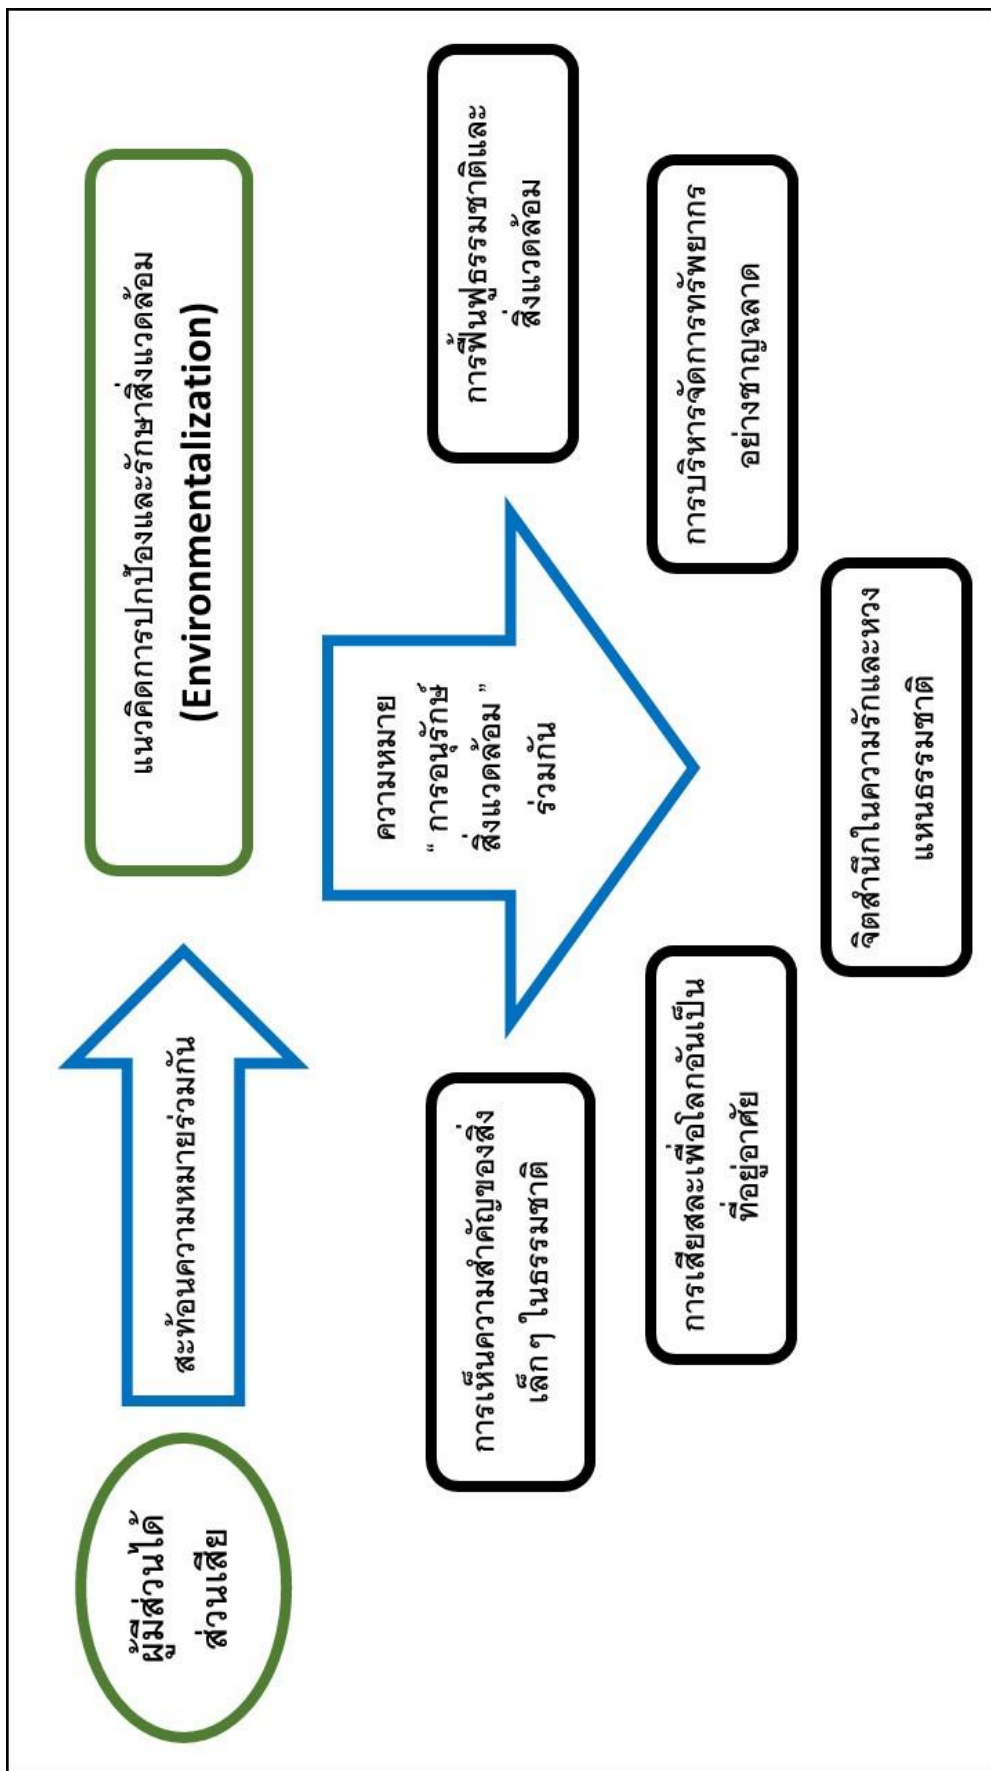 ผู้มีส่วนได้
ส่วนเสีย
สะท้อนความหมายร่วมกัน
แนวคิดการปกป้องและรักษาสิ่งแวดล้อม
(Environmentalization)
ความหมาย
“ การอนุรักษ์
สิ่งแวดล้อม ”
ร่วมกัน
การเห็นความสำคัญของสิ่ง
เล็กๆ ในธรรมชาติ
การเสียสละเพื่อโลกอันเป็น
ที่อยู่อาศัย
จิตสำนึกในความรักและหวง
แหนธรรมชาติ
การบริหารจัดการทรัพยากร
อย่างชาญฉลาด
การฟื้นฟูธรรมชาติและ
สิ่งแวดล้อม